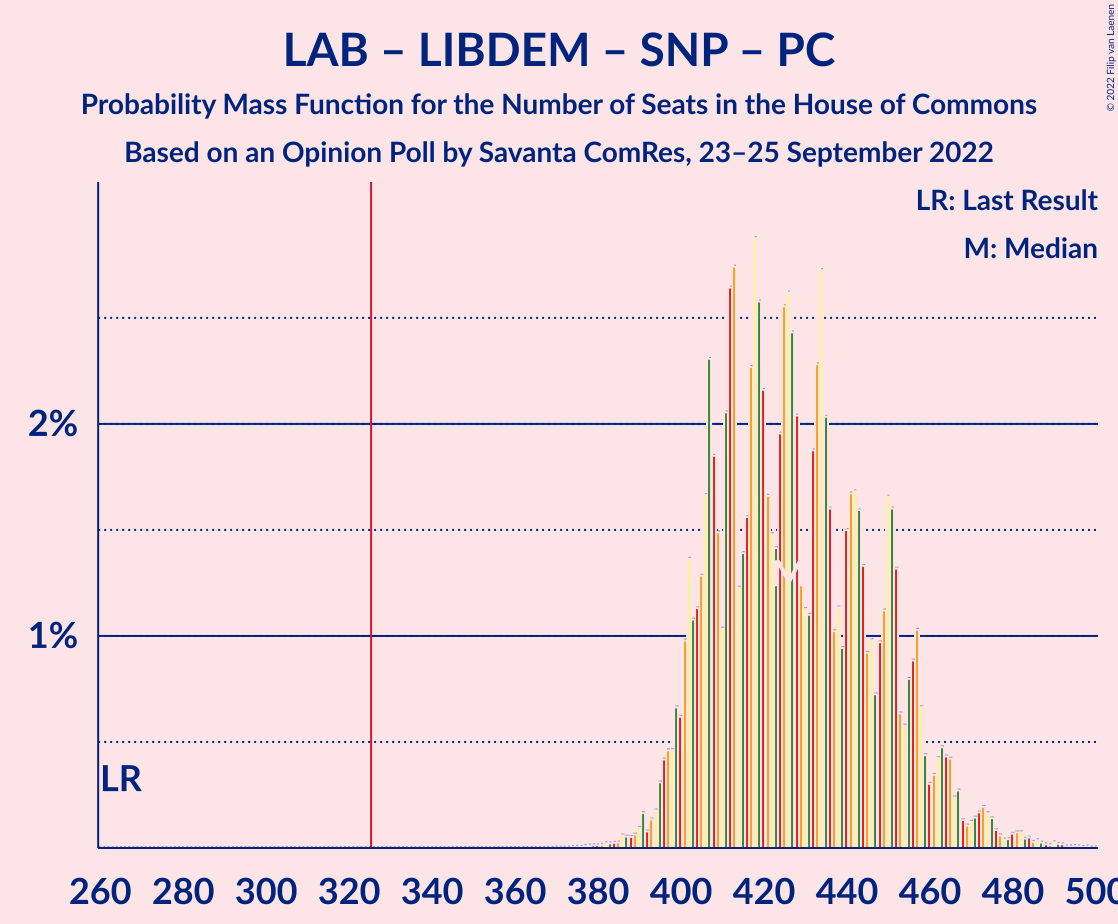 LAB – LIBDEM – SNP – PC
Probability Mass Function for the Number of Seats in the House of Commons
Based on an Opinion Poll by Savanta ComRes, 23–25 September 2022
© 2022 Filip van Laenen
LR: Last Result
M: Median
2%
1%
LR
M
260 280 300 320 340 360 380 400 420 440 460 480 500